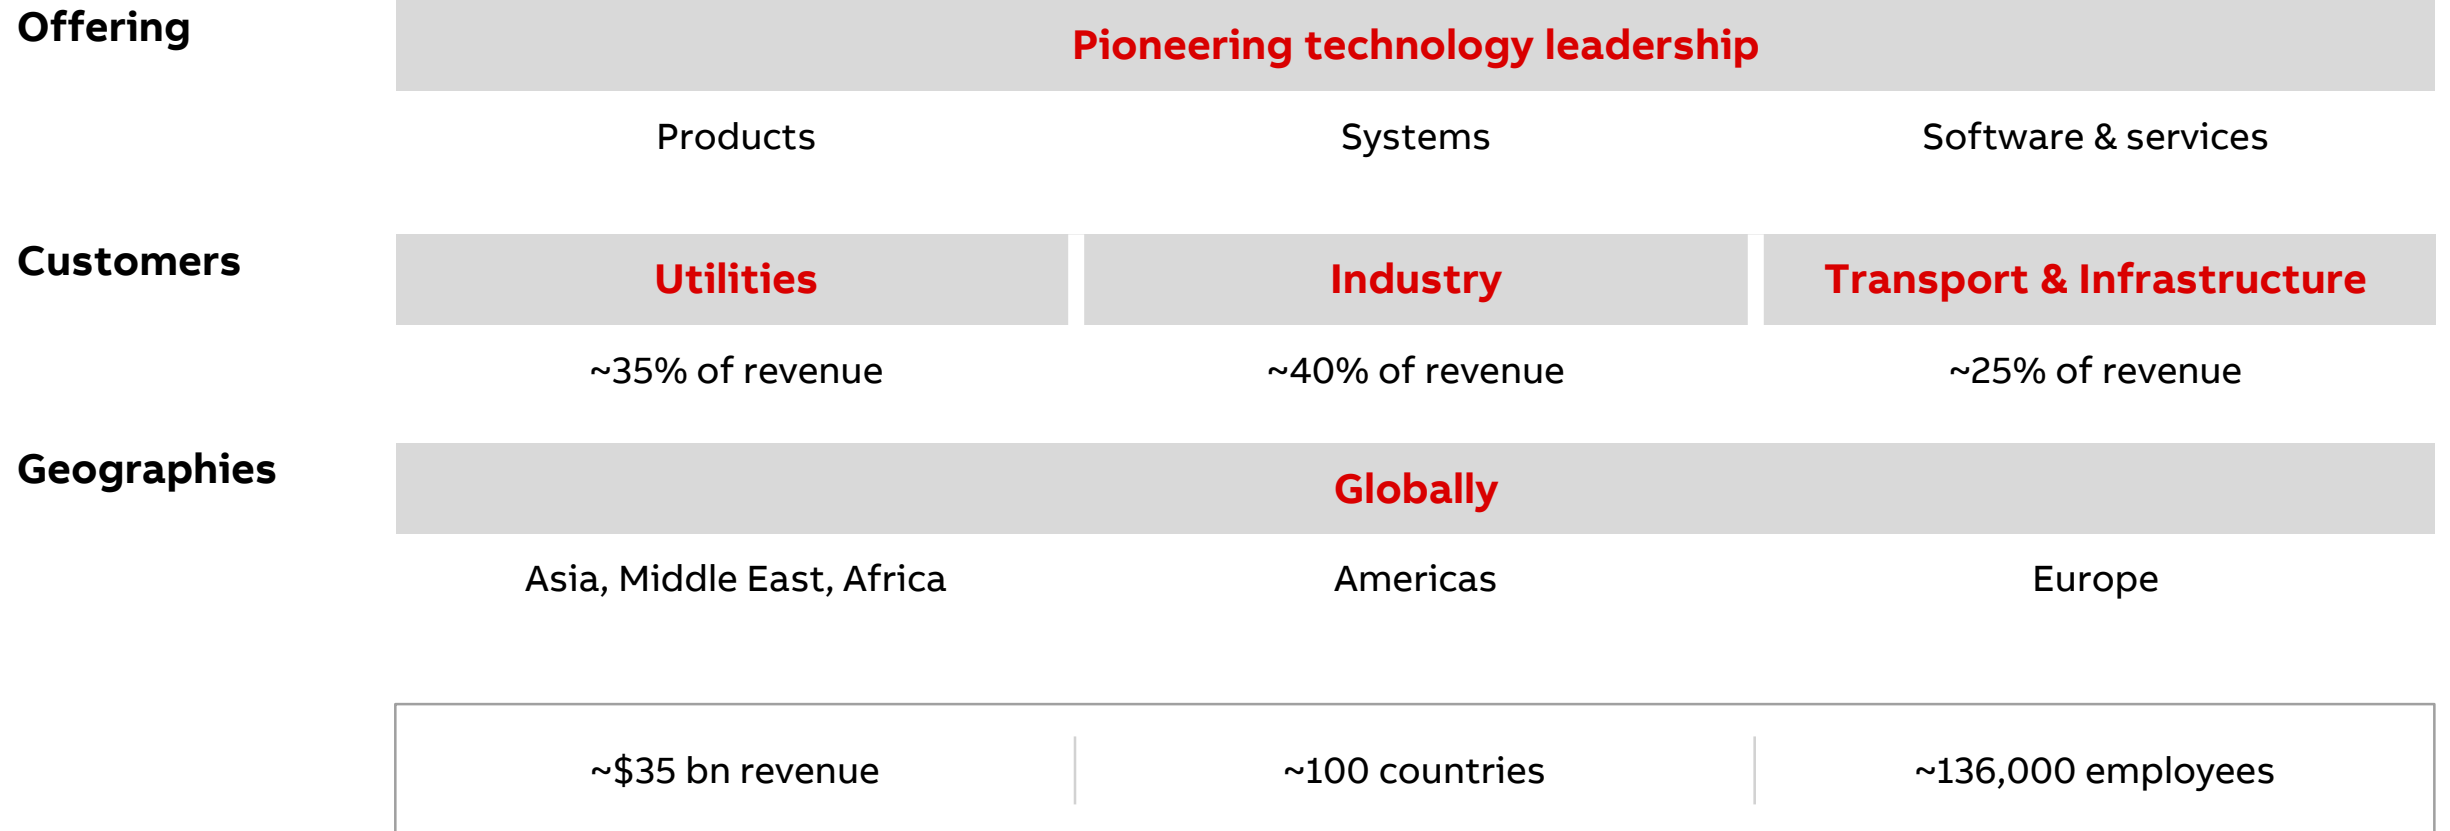 Offering
Pioneering technology leadership
Products
Systems
Software & services
Customers
Utilities
Industry
Transport & Infrastructure
~35% of revenue
~40% of revenue
~25% of revenue
Geographies
Globally
Asia, Middle East, Africa
Americas
Europe
~$35 bn revenue
~100 countries
~136,000 employees